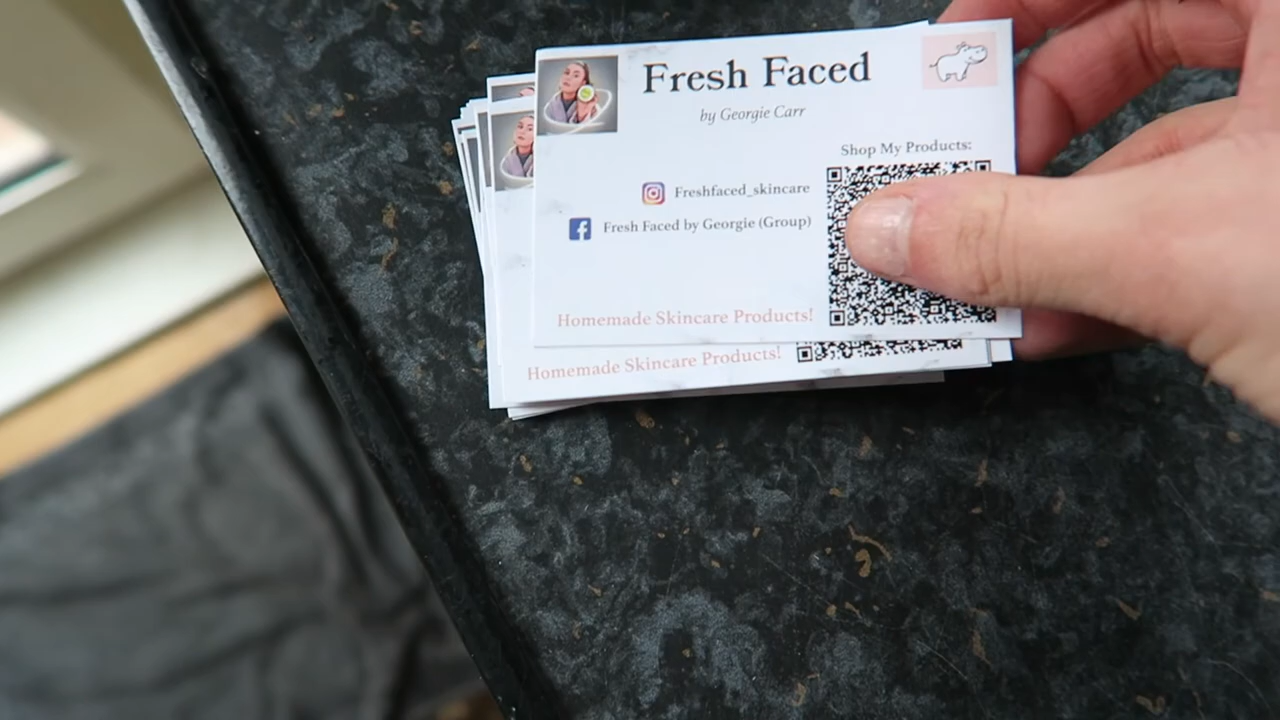 Fresh Faced
by Georgie Carr
Shop My Products:
Freshfaced_skincare
Fresh Faced by Georgie (Group)
Homemade Skincare Products!
Homemade Skincare Products!